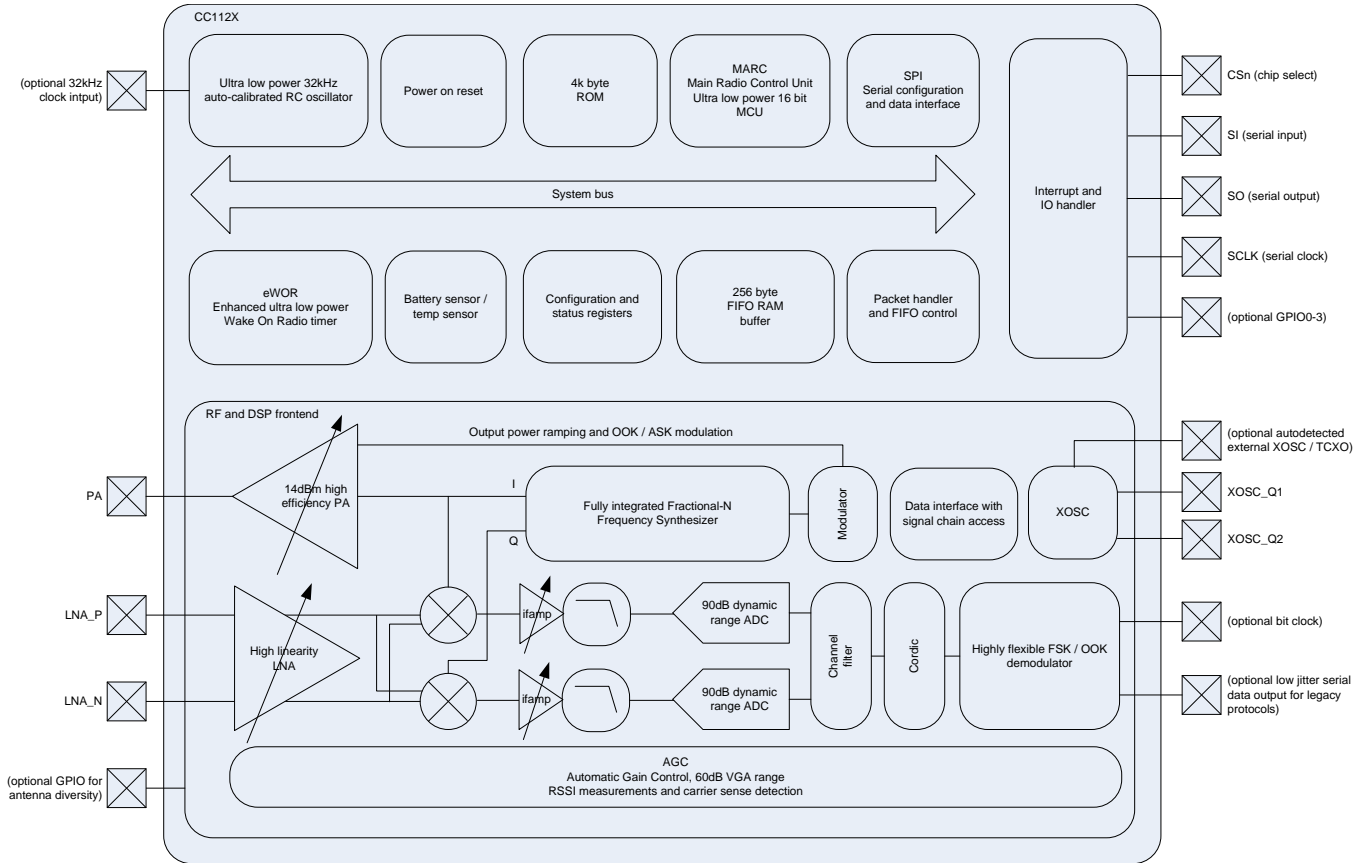 CC112X
(optional 32kHz
clock intput)
Ultra low power 32kHz
auto-calibrated RC oscillator
Power on reset
4k byte
ROM
MARC
Main Radio Control Unit
Ultra low power 16 bit
MCU
SPI
Serial configuration
and data interface
System bus
eWOR
Enhanced ultra low power
Wake On Radio timer
Battery sensor /
temp sensor
Configuration and
status registers
256 byte
FIFO RAM
buffer
Packet handler
and FIFO control
Interrupt and
IO handler
CSn (chip select)
SI (serial input)
SO (serial output)
SCLK (serial clock)
(optional GPIO0-3)
RF and DSP frontend
Output power ramping and OOK / ASK modulation
PA
14dBm high
efficiency PA
I
Q
Fully integrated Fractional-N
Frequency Synthesizer
Modulator
Data interface with
signal chain access
XOSC
(optional autodetected
external XOSC / TCXO)
XOSC_Q1
XOSC_Q2
LNA_P
LNA_N
High linearity
LNA
ifamp
ifamp
90dB dynamic
range ADC
90dB dynamic
range ADC
Channel
filter
Cordic
Highly flexible FSK / OOK
demodulator
(optional bit clock)
(optional low jitter serial
data output for legacy
protocols)
(optional GPIO for
antenna diversity)
AGC
Automatic Gain Control, 60dB VGA range
RSSI measurements and carrier sense detection